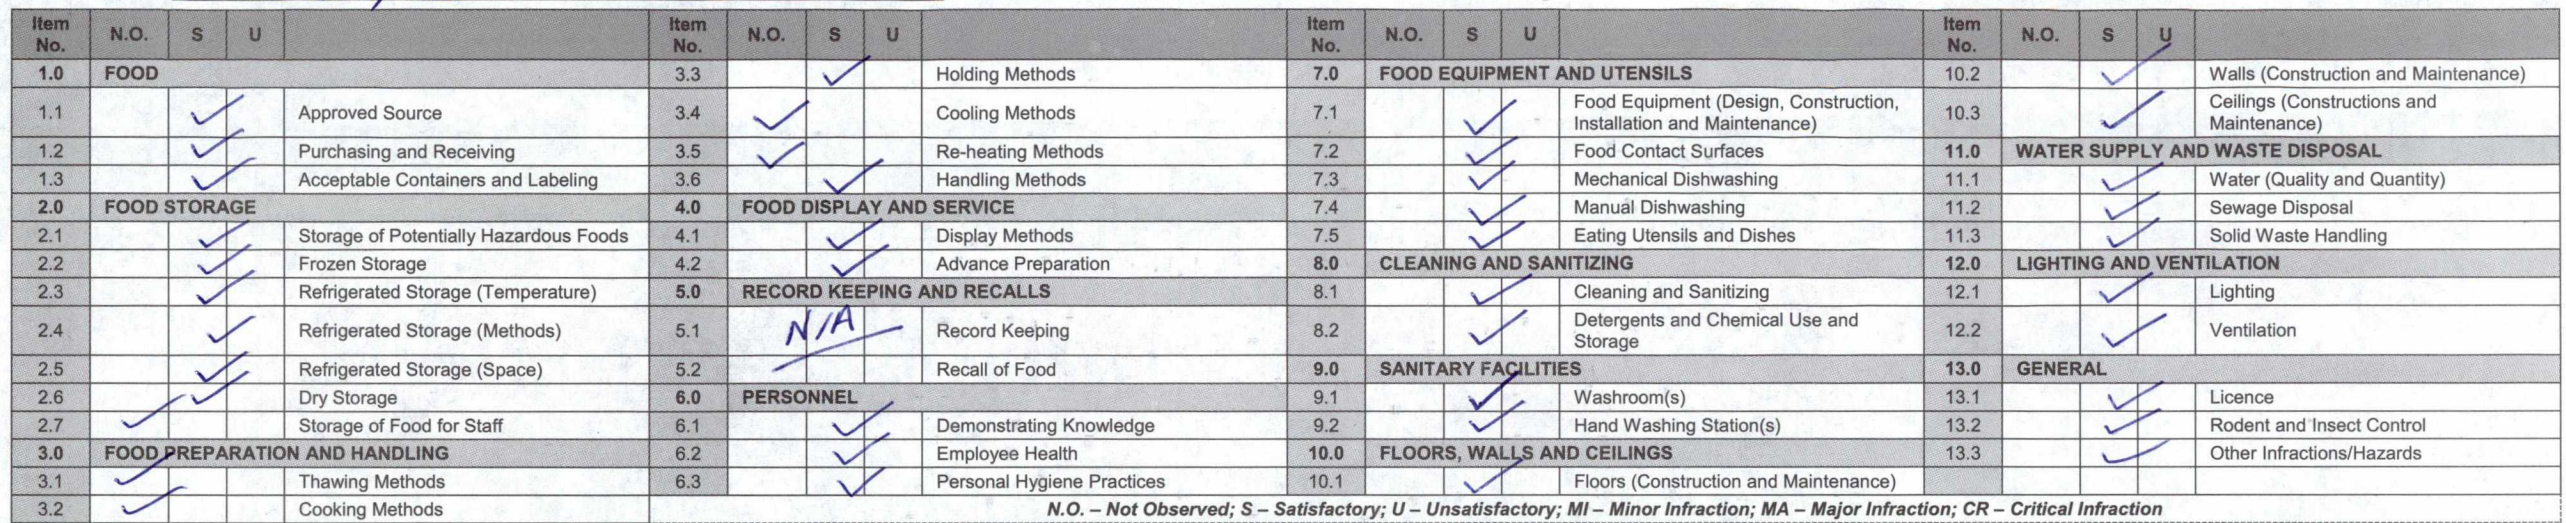 Item No. N.O. S U
1.0 FOOD
1.1 ✓ Approved Source
1.2 ✓ Purchasing and Receiving
1.3 ✓ Acceptable Containers and Labeling
2.0 FOOD STORAGE
2.1 ✓ Storage of Potentially Hazardous Foods
2.2 ✓ Frozen Storage
2.3 ✓ Refrigerated Storage (Temperature)
2.4 ✓ Refrigerated Storage (Methods)
2.5 ✓ Refrigerated Storage (Space)
2.6 ✓ Dry Storage
2.7 ✓ Storage of Food for Staff
3.0 FOOD PREPARATION AND HANDLING
3.1 ✓ Thawing Methods
3.2 ✓ Cooking Methods
Item No. N.O. S U
3.3 ✓ Holding Methods
3.4 ✓ Cooling Methods
3.5 ✓ Re-heating Methods
3.6 ✓ Handling Methods
4.0 FOOD DISPLAY AND SERVICE
4.1 ✓ Display Methods
4.2 ✓ Advance Preparation
5.0 RECORD KEEPING AND RECALLS
5.1 N/A Record Keeping
5.2 Recall of Food
6.0 PERSONNEL
6.1 ✓ Demonstrating Knowledge
6.2 ✓ Employee Health
6.3 ✓ Personal Hygiene Practices
Item No. N.O. S U
7.0 FOOD EQUIPMENT AND UTENSILS
7.1 ✓ Food Equipment (Design, Construction,
Installation and Maintenance)
7.2 ✓ Food Contact Surfaces
7.3 ✓ Mechanical Dishwashing
7.4 ✓ Manual Dishwashing
7.5 ✓ Eating Utensils and Dishes
8.0 CLEANING AND SANITIZING
8.1 ✓ Cleaning and Sanitizing
8.2 ✓ Detergents and Chemical Use and
Storage
9.0 SANITARY FACILITIES
9.1 ✓ Washroom(s)
9.2 ✓ Hand Washing Station(s)
10.0 FLOORS, WALLS AND CEILINGS
10.1 ✓ Floors (Construction and Maintenance)
Item No. N.O. S U
10.2 ✓ Walls (Construction and Maintenance)
10.3 ✓ Ceilings (Constructions and
Maintenance)
11.0 WATER SUPPLY AND WASTE DISPOSAL
11.1 ✓ Water (Quality and Quantity)
11.2 ✓ Sewage Disposal
11.3 ✓ Solid Waste Handling
12.0 LIGHTING AND VENTILATION
12.1 ✓ Lighting
12.2 ✓ Ventilation
13.0 GENERAL
13.1 ✓ Licence
13.2 ✓ Rodent and Insect Control
13.3 ✓ Other Infractions/Hazards
N.O. – Not Observed; S – Satisfactory; U – Unsatisfactory; MI – Minor Infraction; MA – Major Infraction; CR – Critical Infraction